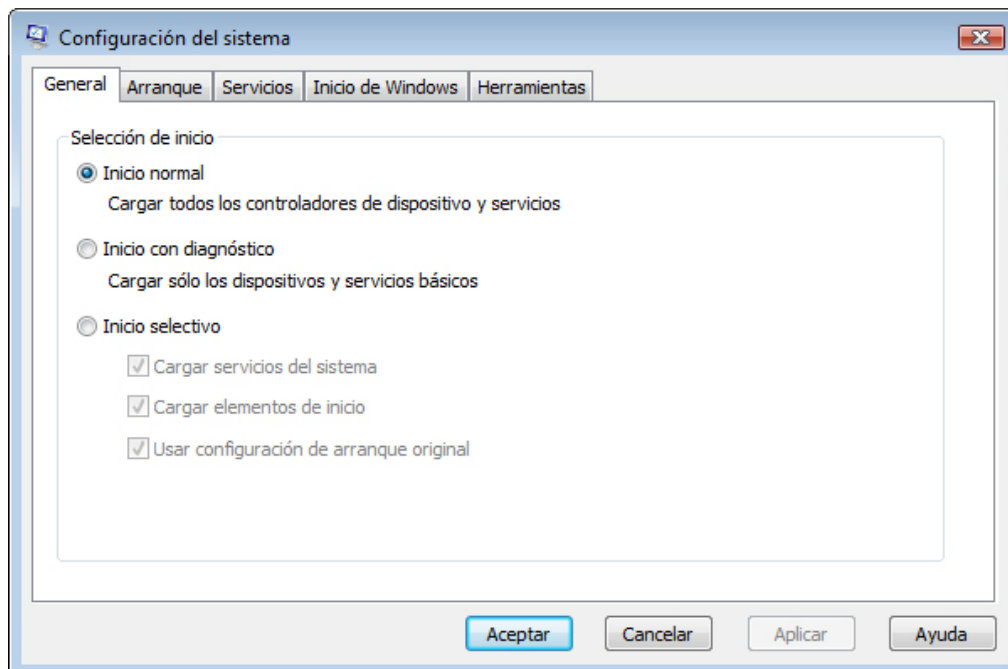 Configuración del sistema
General Arranque Servicios Inicio de Windows Herramientas
Selección de inicio
Inicio normal
Cargar todos los controladores de dispositivo y servicios
Inicio con diagnóstico
Cargar sólo los dispositivos y servicios básicos
Inicio selectivo
Cargar servicios del sistema
Cargar elementos de inicio
Usar configuración de arranque original
Aceptar Cancelar Aplicar Ayuda